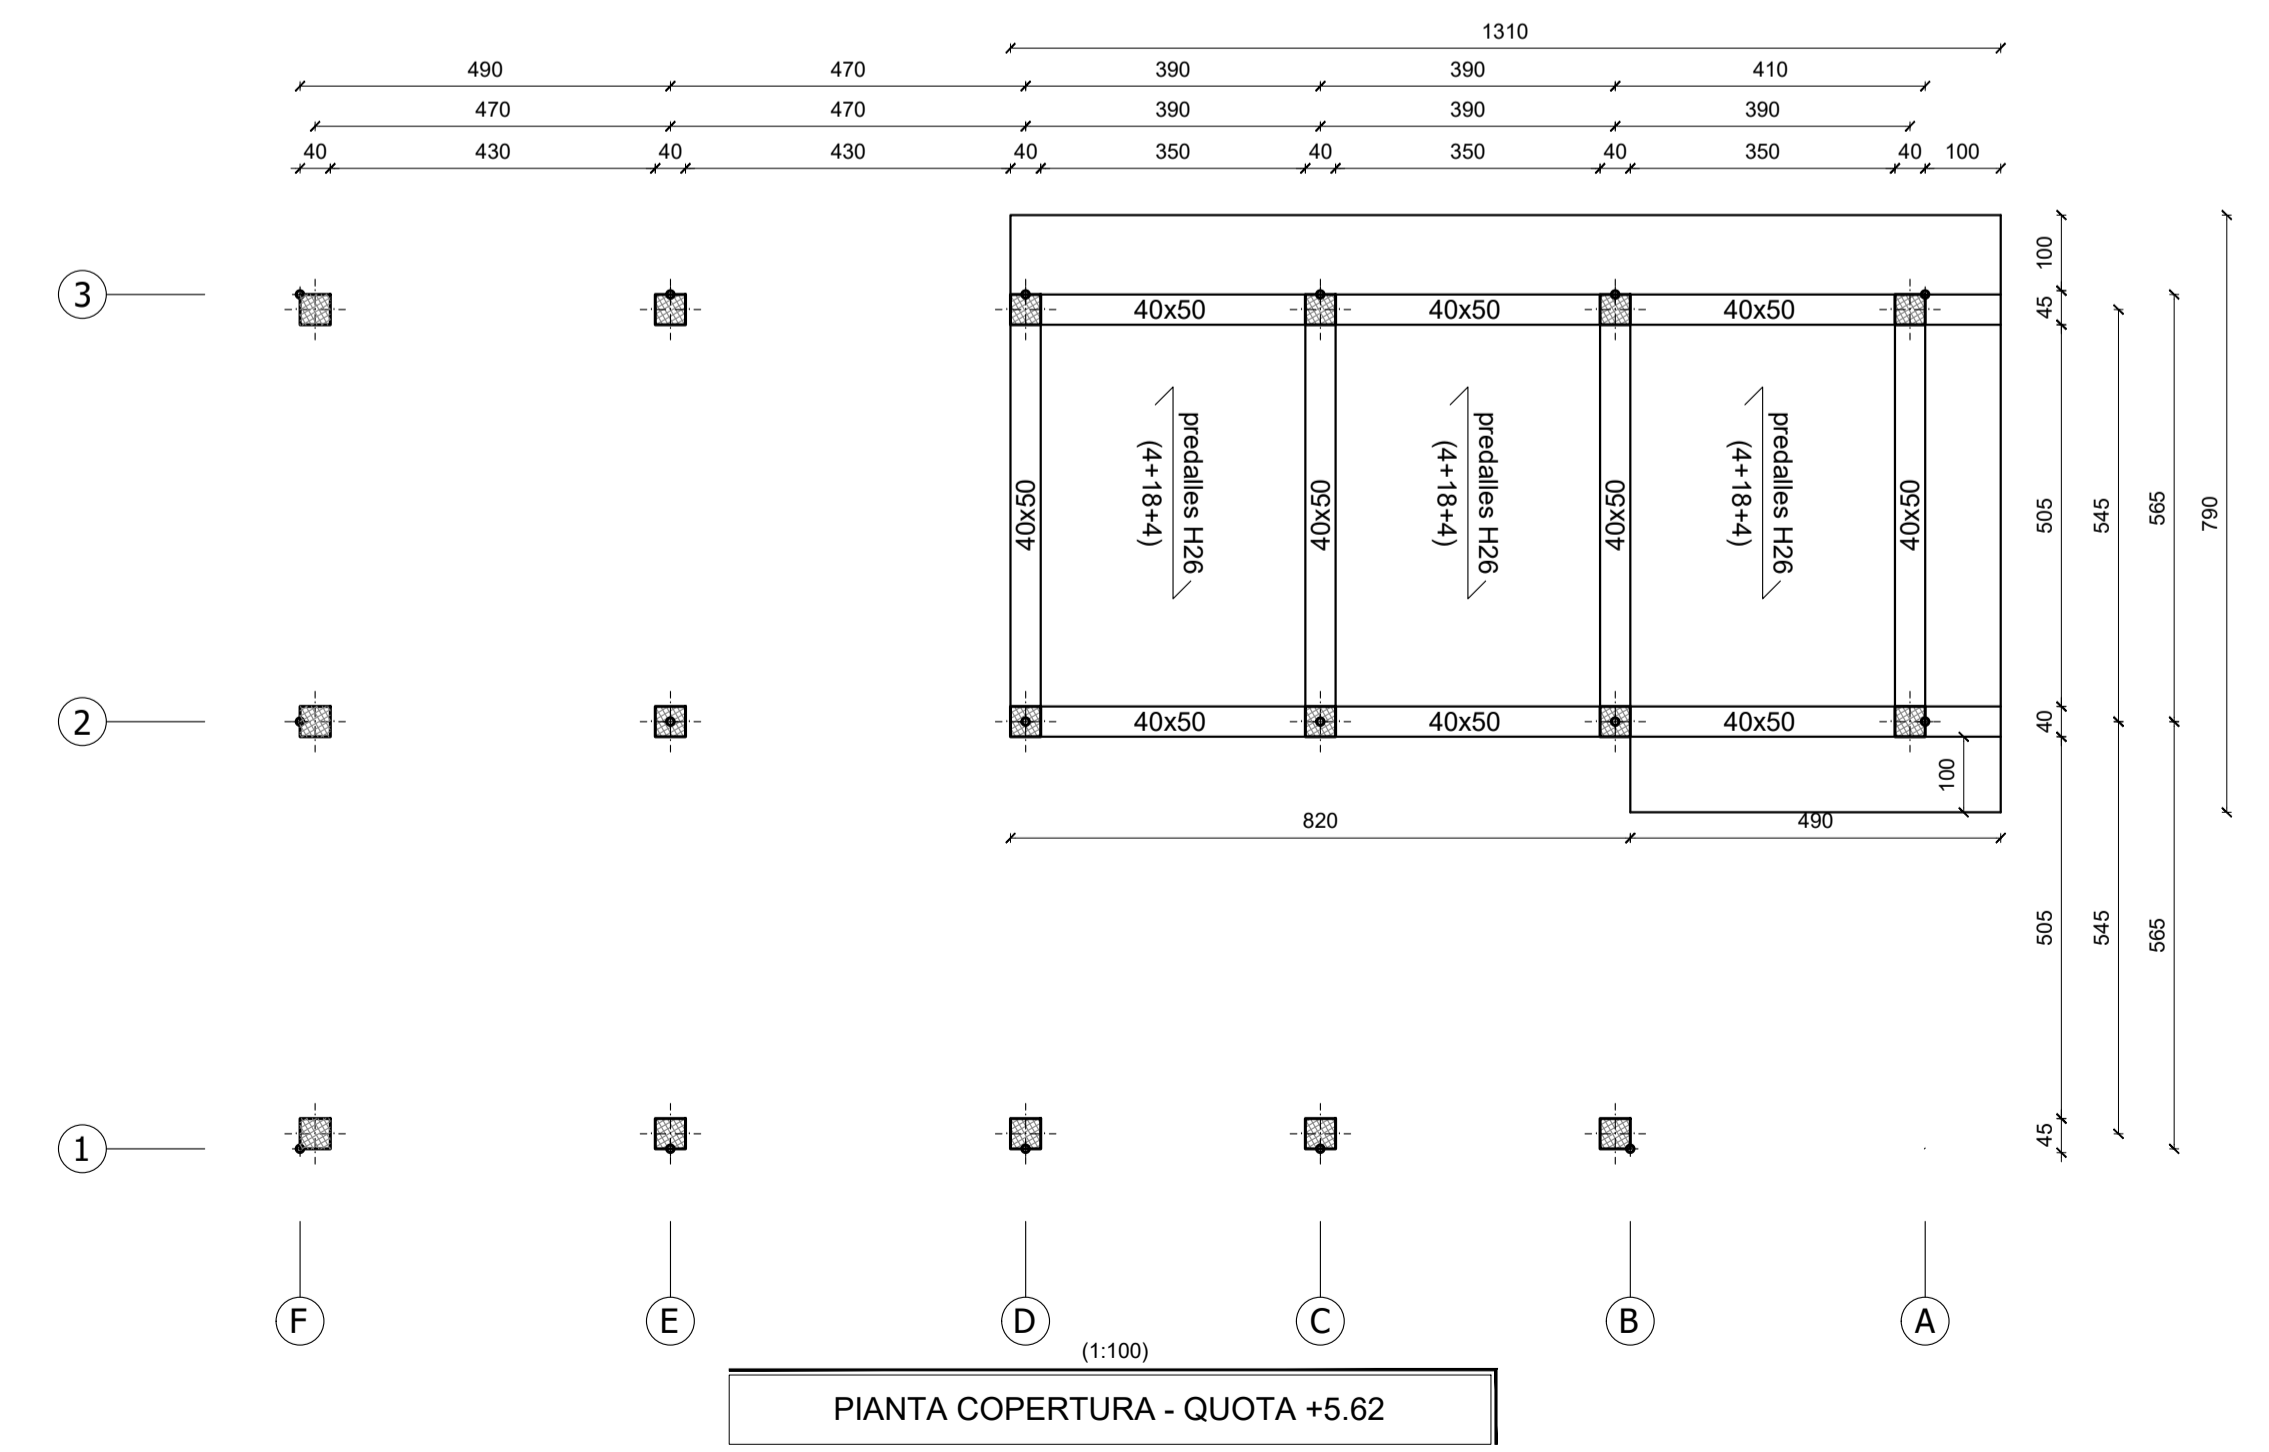 1310
490 470 390 390 410
470 470 390 390 390
40 430 40 430 40 350 40 350 40 350 40 100
100
3
40x50 40x50 40x50
45
40x50
predalles H26
(4+18+4)
40x50
predalles H26
(4+18+4)
40x50
predalles H26
(4+18+4)
40x50
505 545 565 790
2
40x50 40x50 40x50
40
100
820 490
505 545 565
1
45
F E D C B A
(1:100)
PIANTA COPERTURA - QUOTA +5.62